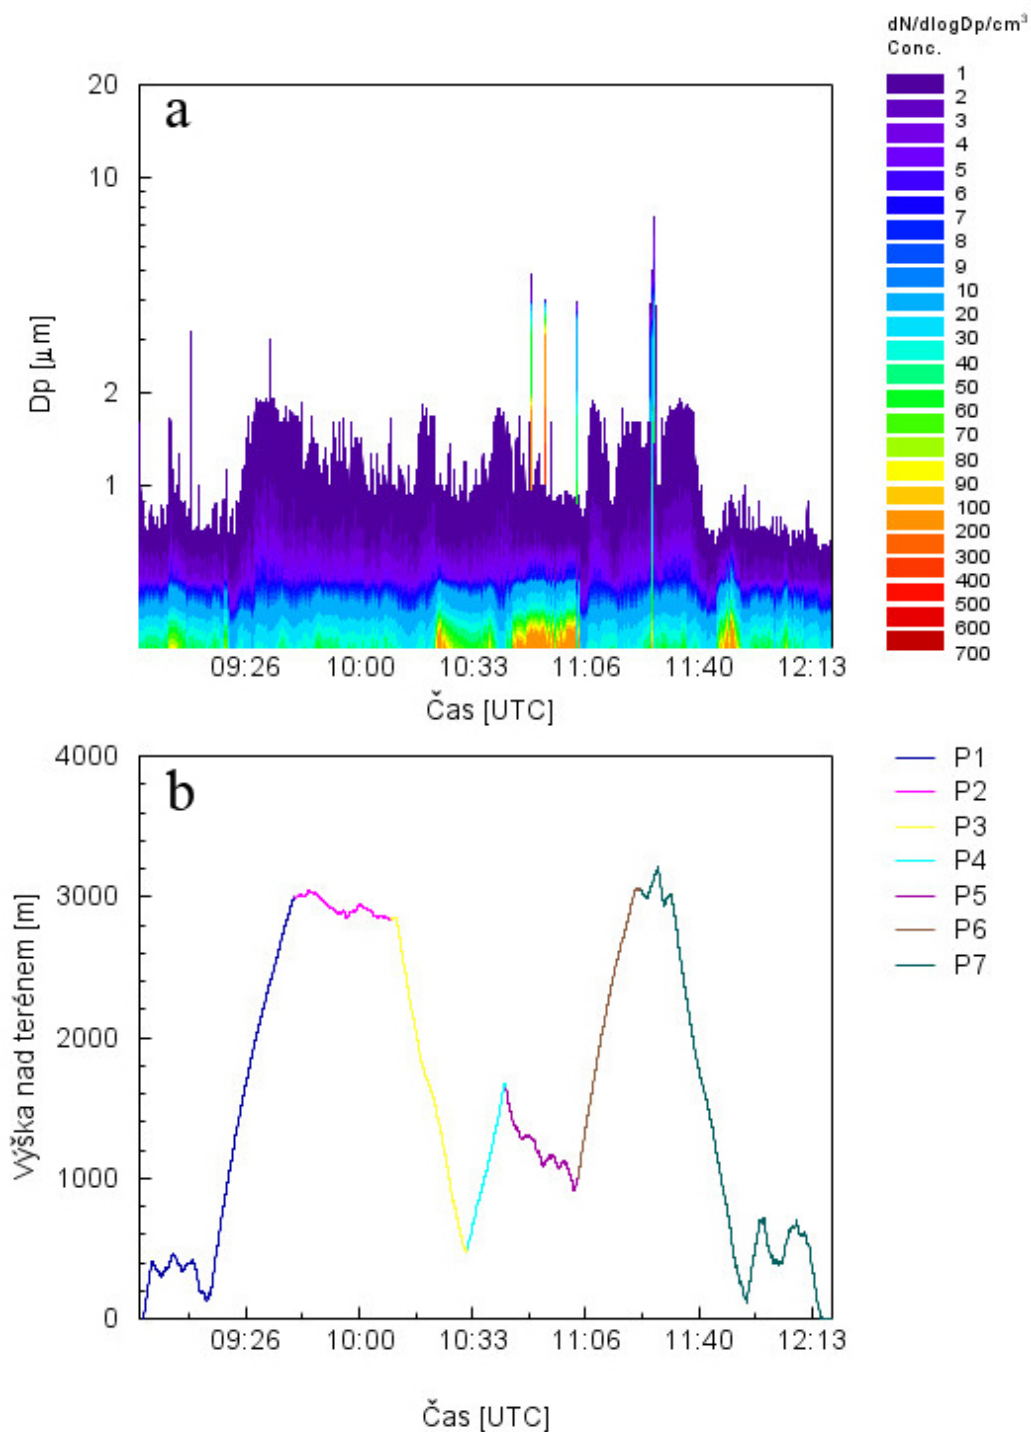 dN/dlogDp/cm³
Conc.
a
20
10
2
1
Dp [μm]
09:26 10:00 10:33 11:06 11:40 12:13
Čas [UTC]
1
2
3
4
5
6
7
8
9
10
20
30
40
50
60
70
80
90
100
200
300
400
500
600
700
b
4000
3000
2000
1000
0
Výška nad terénem [m]
09:26 10:00 10:33 11:06 11:40 12:13
Čas [UTC]
P1
P2
P3
P4
P5
P6
P7